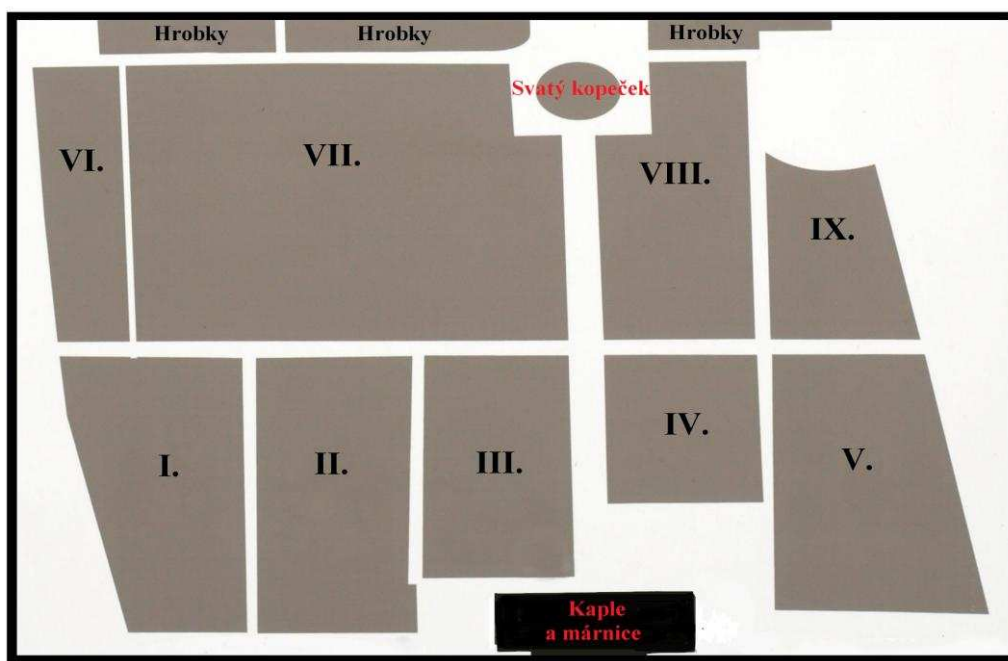 Hrobky
Hrobky
Hrobky
Svatý kopeček
VI.
VII.
VIII.
IX.
I.
II.
III.
IV.
V.
Kaple
a márnice